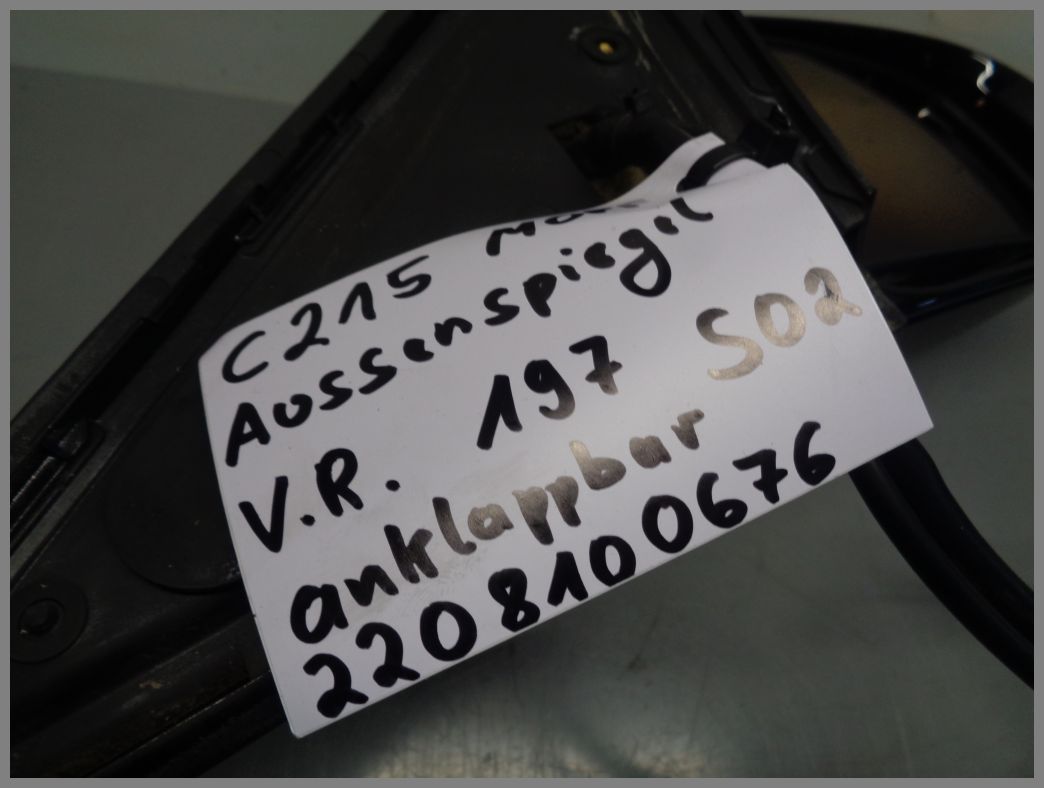 C215
Aussenspiegel
V.R. 197 S02
anklappbar
2208100676